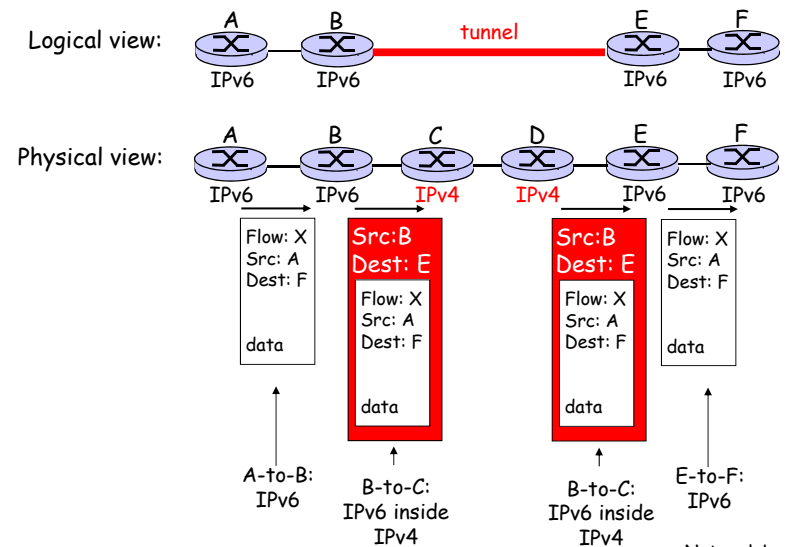 Logical view:
A
B
tunnel
E
F
IPv6
IPv6
IPv6
IPv6
Physical view:
A
B
C
D
E
F
IPv6
IPv6
IPv4
IPv4
IPv6
IPv6
Flow: X
Src: A
Dest: F
data
Src:B
Dest: E
Flow: X
Src: A
Dest: F
data
Src:B
Dest: E
Flow: X
Src: A
Dest: F
data
Flow: X
Src: A
Dest: F
data
A-to-B:
IPv6
B-to-C:
IPv6 inside
IPv4
B-to-C:
IPv6 inside
IPv4
E-to-F:
IPv6